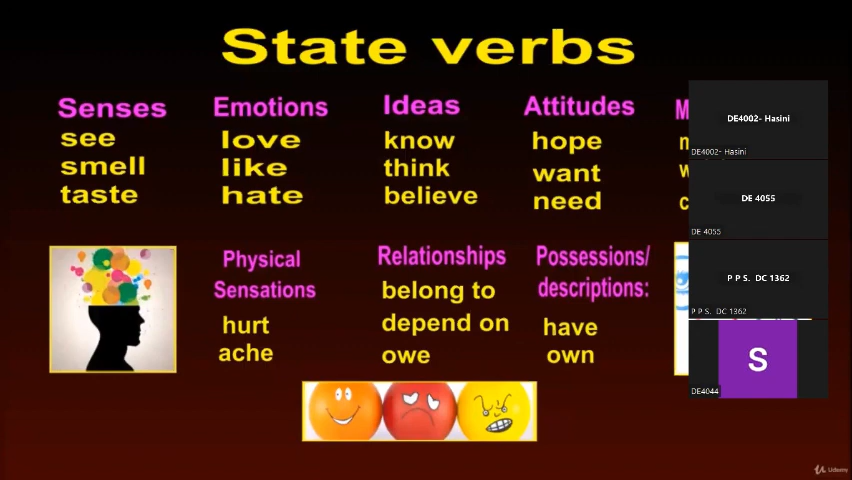 State verbs
Senses
see
smell
taste
Emotions
love
like
hate
Ideas
know
think
believe
Attitudes
hope
want
need
Physical
Sensations
hurt
ache
Relationships
belong to
depend on
owe
Possessions/
descriptions:
have
own
DE4002- Hasini
DE4002- Hasini
DE 4055
DE 4055
P P S. DC 1362
P P S. DC 1362
S
DE4044
Udemy